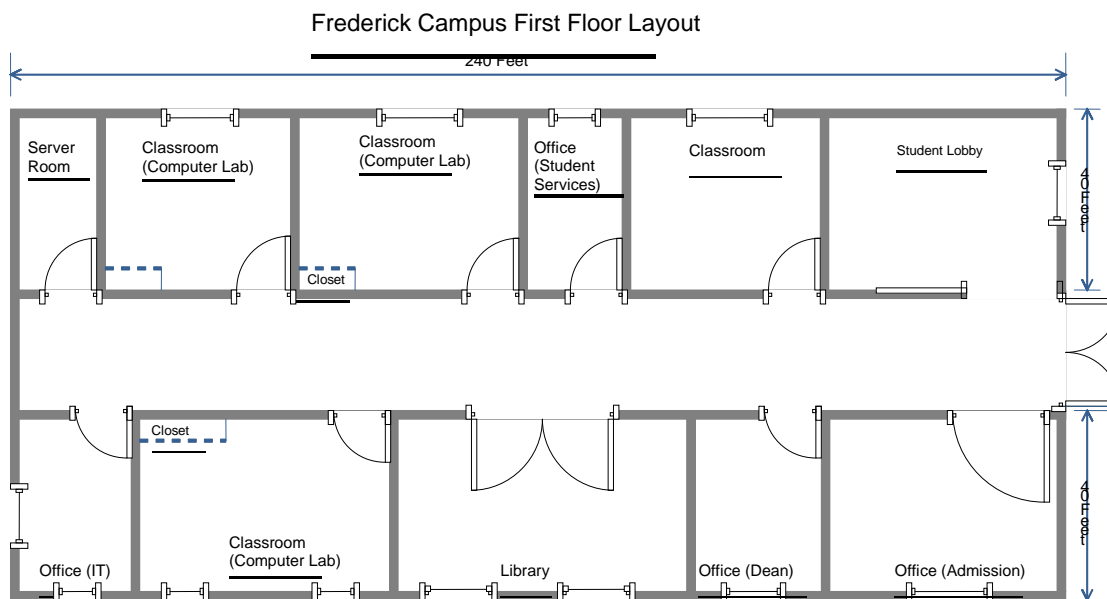 Frederick Campus First Floor Layout
240 Feet
Server
Room
Classroom
(Computer Lab)
Classroom
(Computer Lab)
Office
(Student
Services)
Classroom
Student Lobby
40 Feet
Closet
Closet
40 Feet
Classroom
(Computer Lab)
Office (IT)
Library
Office (Dean)
Office (Admission)